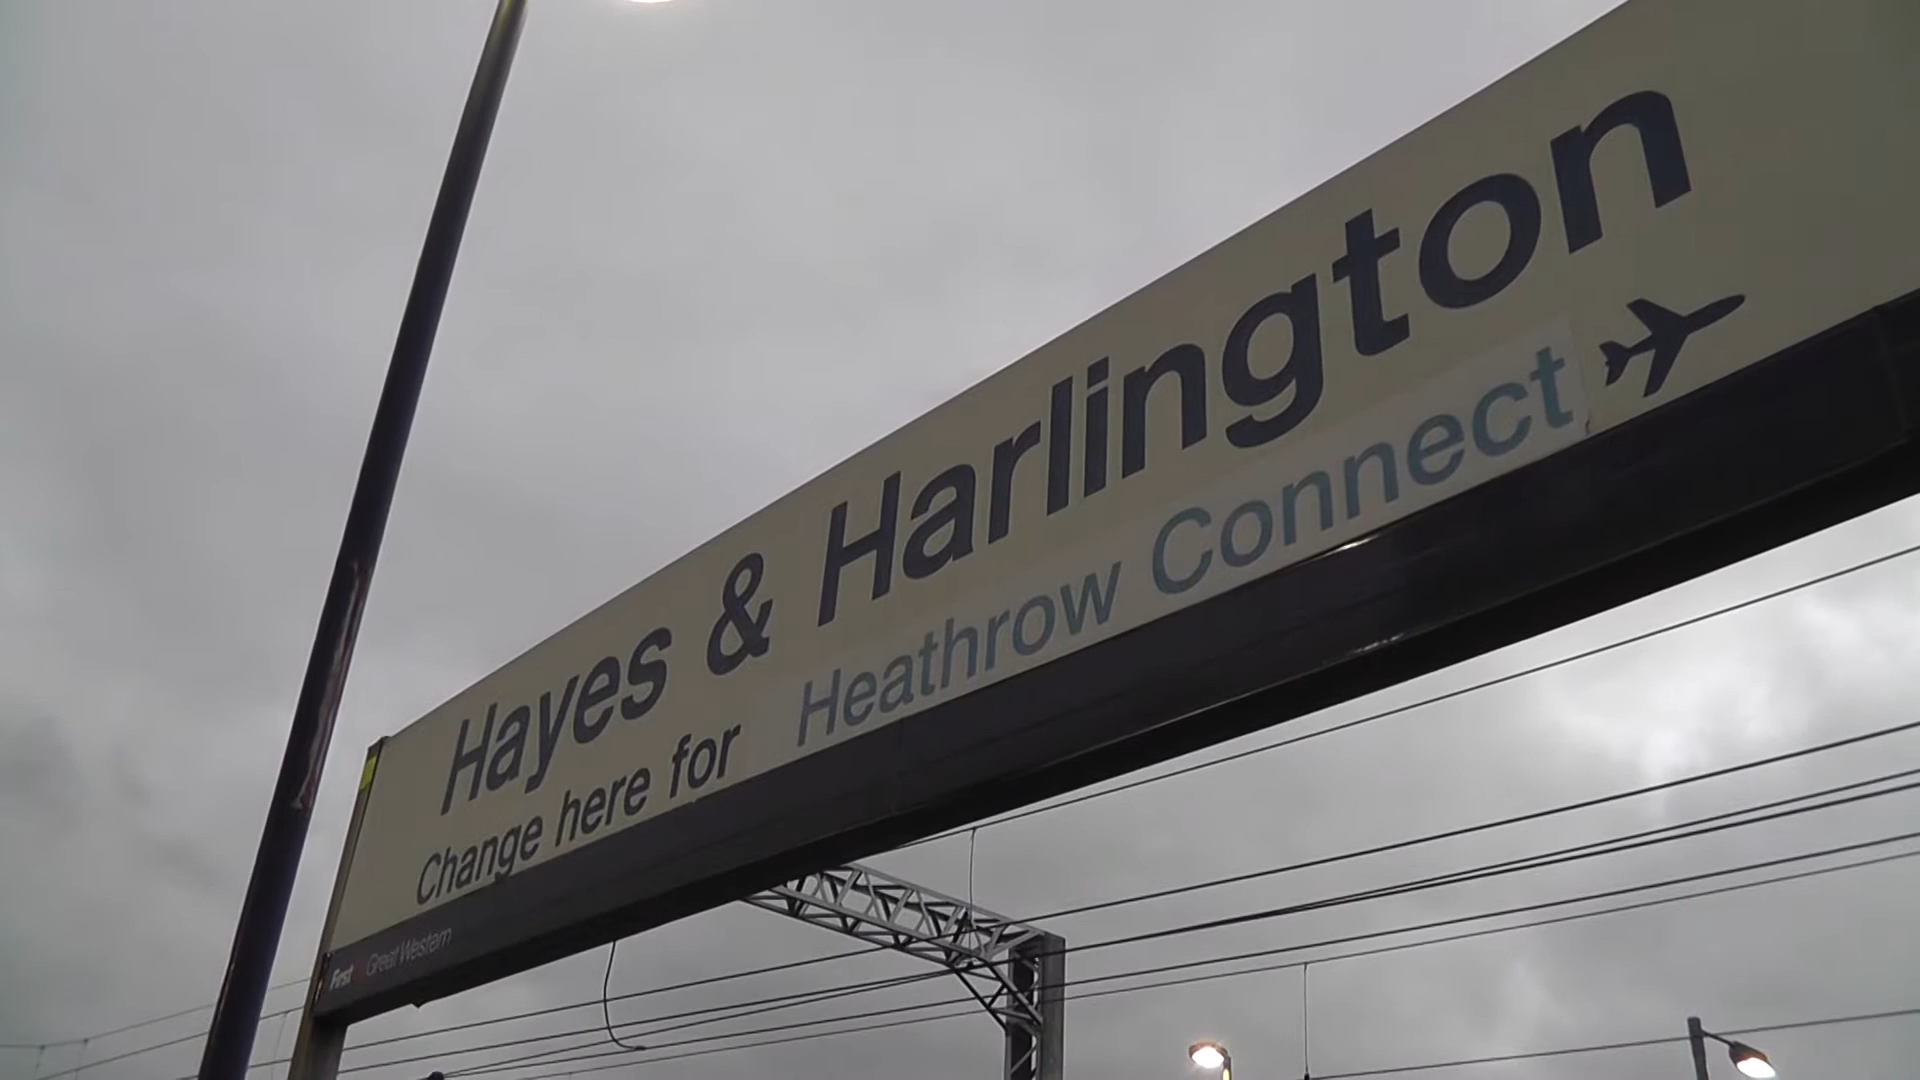 Hayes & Harlington
Change here for Heathrow Connect
First Great Western